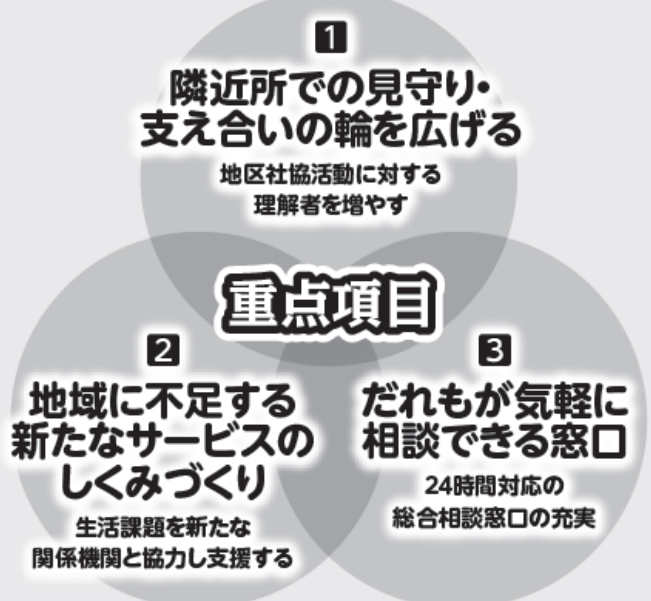 1
隣近所での見守り・
支え合いの輪を広げる
地区社協活動に対する
理解者を増やす
重点項目
2
地域に不足する
新たなサービスの
しくみづくり
生活課題を新たな
関係機関と協力し支援する
3
だれもが気軽に
相談できる窓口
24時間対応の
総合相談窓口の充実